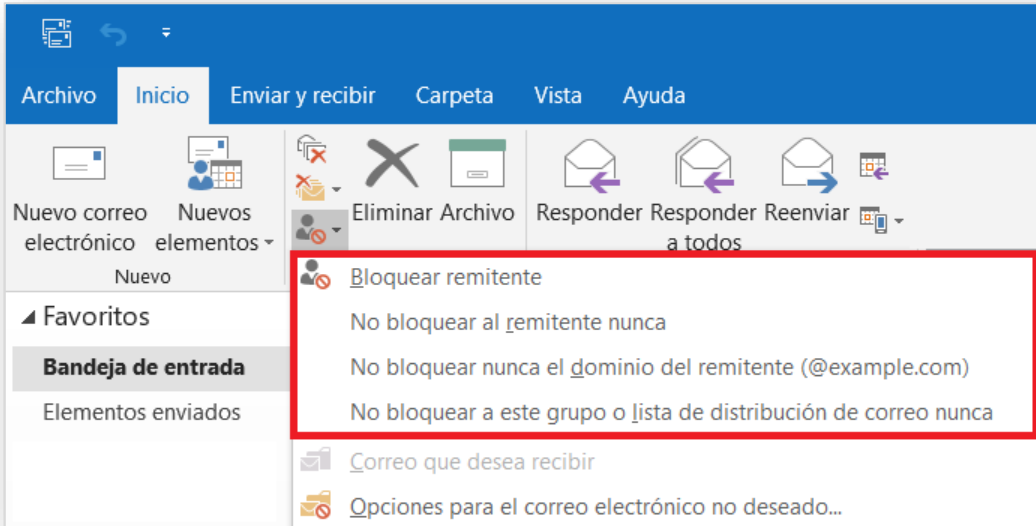 Archivo Inicio Enviar y recibir Carpeta Vista Ayuda
Nuevo correo electrónico
Nuevos elementos
Eliminar
Archivo
Responder
Responder a todos
Reenviar
Nuevo
Bloquear remitente
No bloquear al remitente nunca
No bloquear nunca el dominio del remitente (@example.com)
No bloquear a este grupo o lista de distribución de correo nunca
Correo que desea recibir
Opciones para el correo electrónico no deseado...
Favoritos
Bandeja de entrada
Elementos enviados